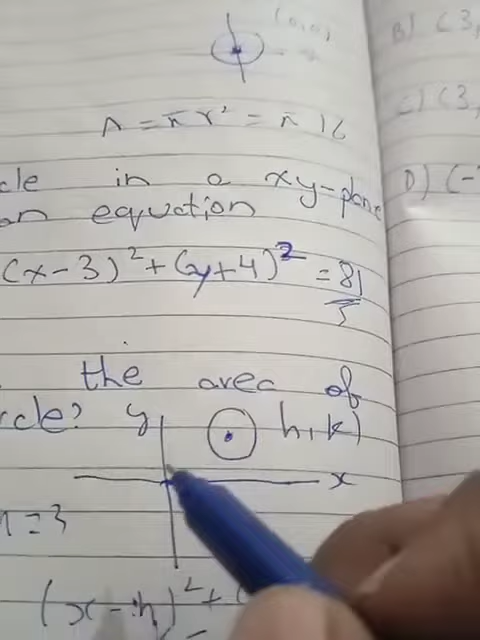 (0,0)
B) (3,
A = π r² = π 16
C) (3,
cle in a xy-plane
D) (-
an equation
(x-3)²+(y+4)²=81
the area of
rcle? y h,k)
x
=3
(x-h)²+(